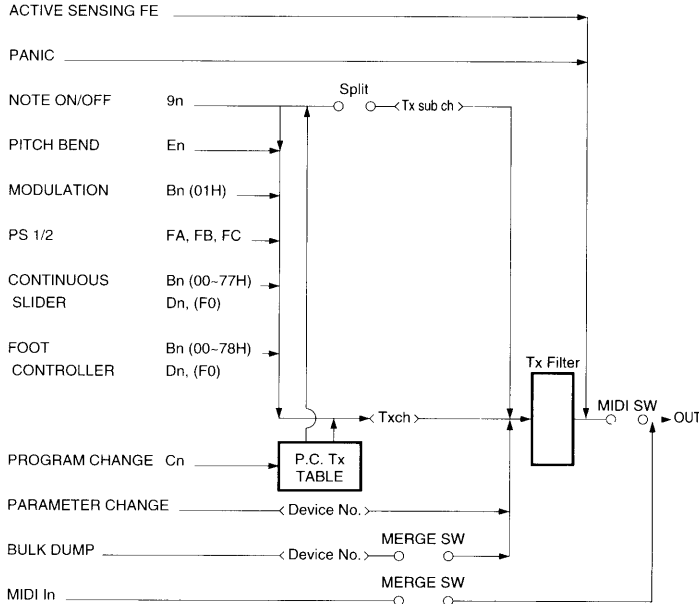 ACTIVE SENSING FE
PANIC
Split
NOTE ON/OFF 9n <Tx sub ch>
PITCH BEND En
MODULATION Bn (01H)
PS 1/2 FA, FB, FC
CONTINUOUS Bn (00~77H)
SLIDER Dn, (F0)
FOOT Bn (00~78H)
CONTROLLER Dn, (F0)
Tx Filter
MIDI SW
<Txch> OUT
PROGRAM CHANGE Cn P.C. Tx
TABLE
PARAMETER CHANGE <Device No.>
MERGE SW
BULK DUMP <Device No.>
MERGE SW
MIDI In